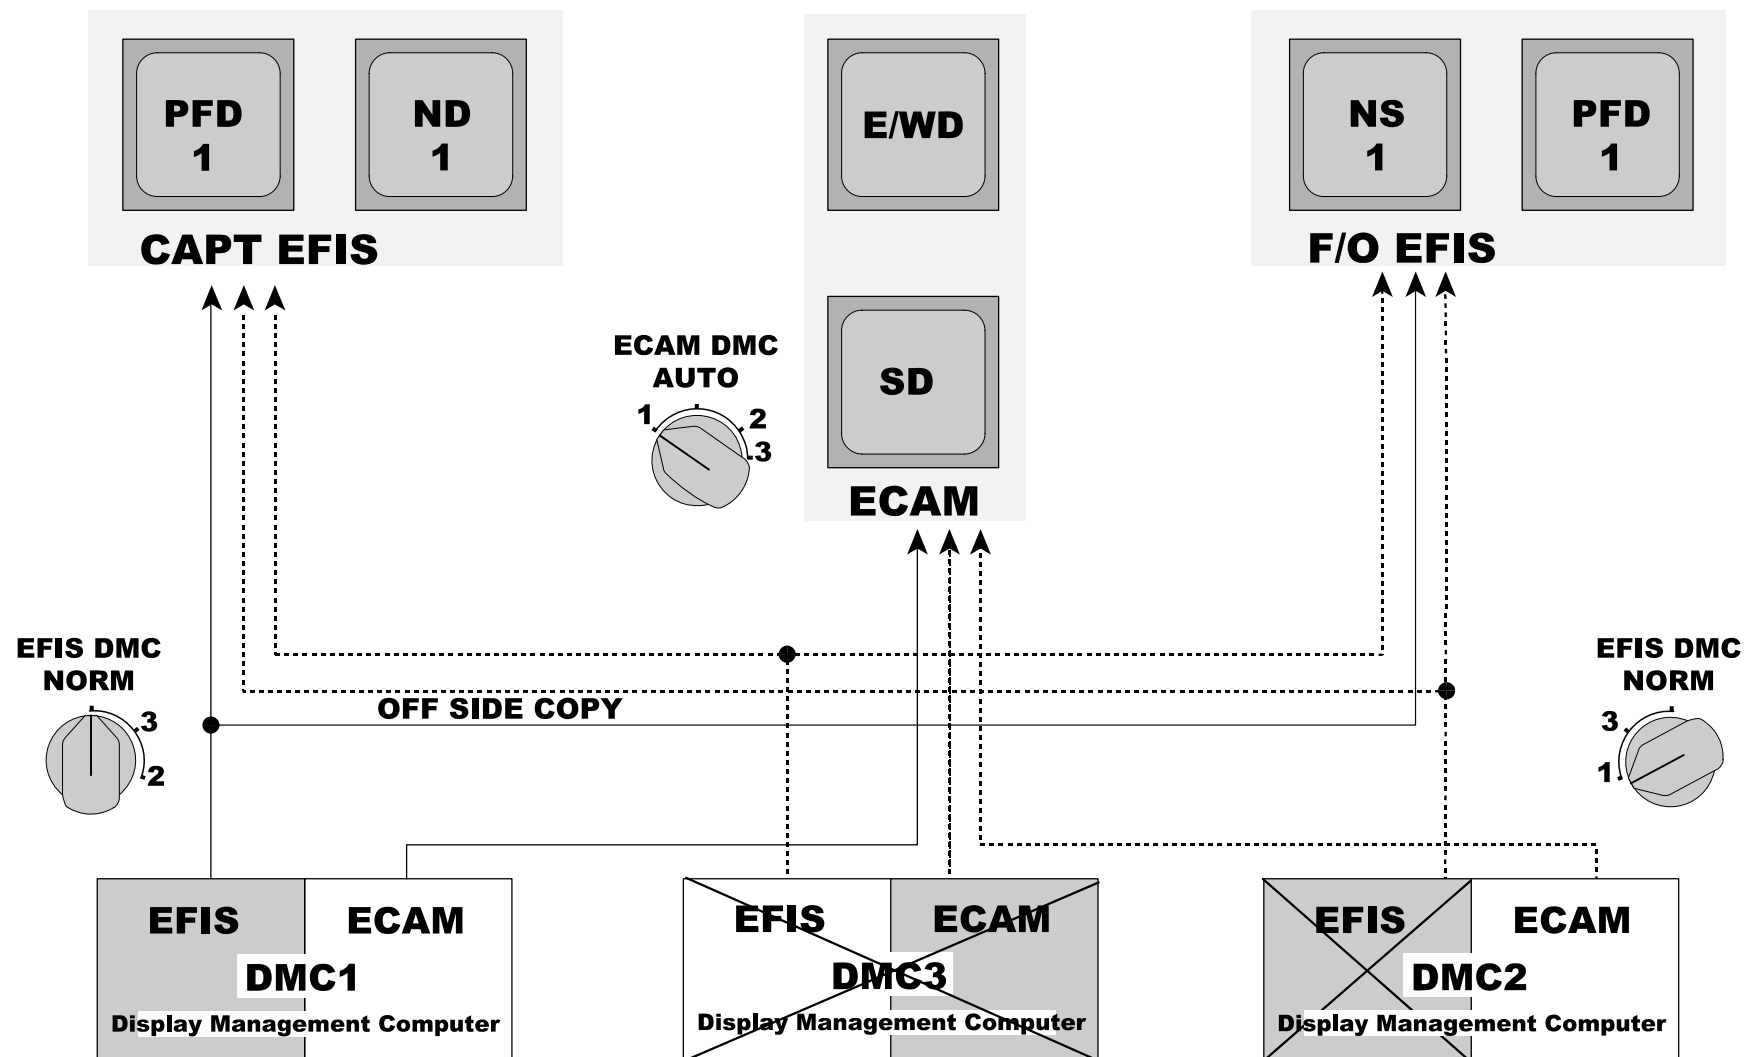 PFD
1
ND
1
CAPT EFIS
E/WD
SD
ECAM
NS
1
PFD
1
F/O EFIS
ECAM DMC
AUTO
1
2
3
EFIS DMC
NORM
3
2
OFF SIDE COPY
EFIS DMC
NORM
3
1
EFIS ECAM
DMC1
Display Management Computer
EFIS ECAM
DMC3
Display Management Computer
EFIS ECAM
DMC2
Display Management Computer